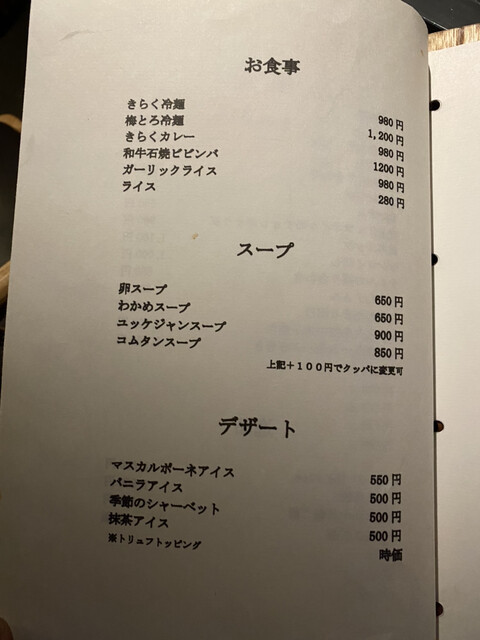 お食事
きらく冷麺 980円
梅とろ冷麺 1,200円
きらくカレー 980円
和牛石焼ビビンバ 1200円
ガーリックライス 980円
ライス 280円
スープ
卵スープ 650円
わかめスープ 650円
ユッケジャンスープ 900円
コムタンスープ 850円
上記＋１００円でクッパに変更可
デザート
マスカルポーネアイス 550円
バニラアイス 500円
季節のシャーベット 500円
抹茶アイス 500円
※トリュフトッピング 時価